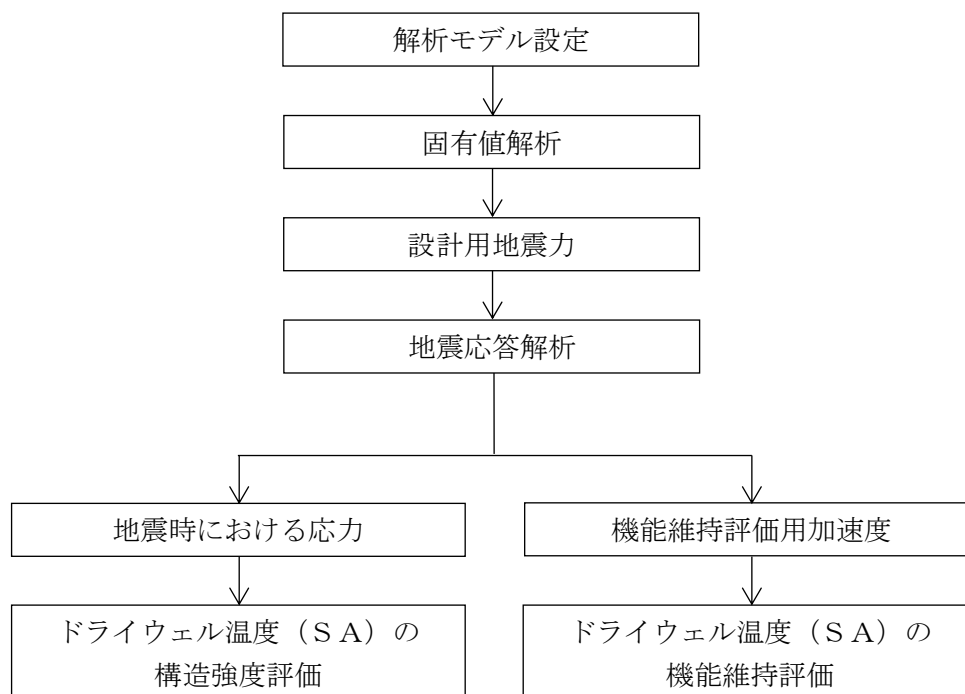 解析モデル設定
固有値解析
設計用地震力
地震応答解析
地震時における応力
機能維持評価用加速度
ドライウェル温度（ＳＡ）の
構造強度評価
ドライウェル温度（ＳＡ）の
機能維持評価